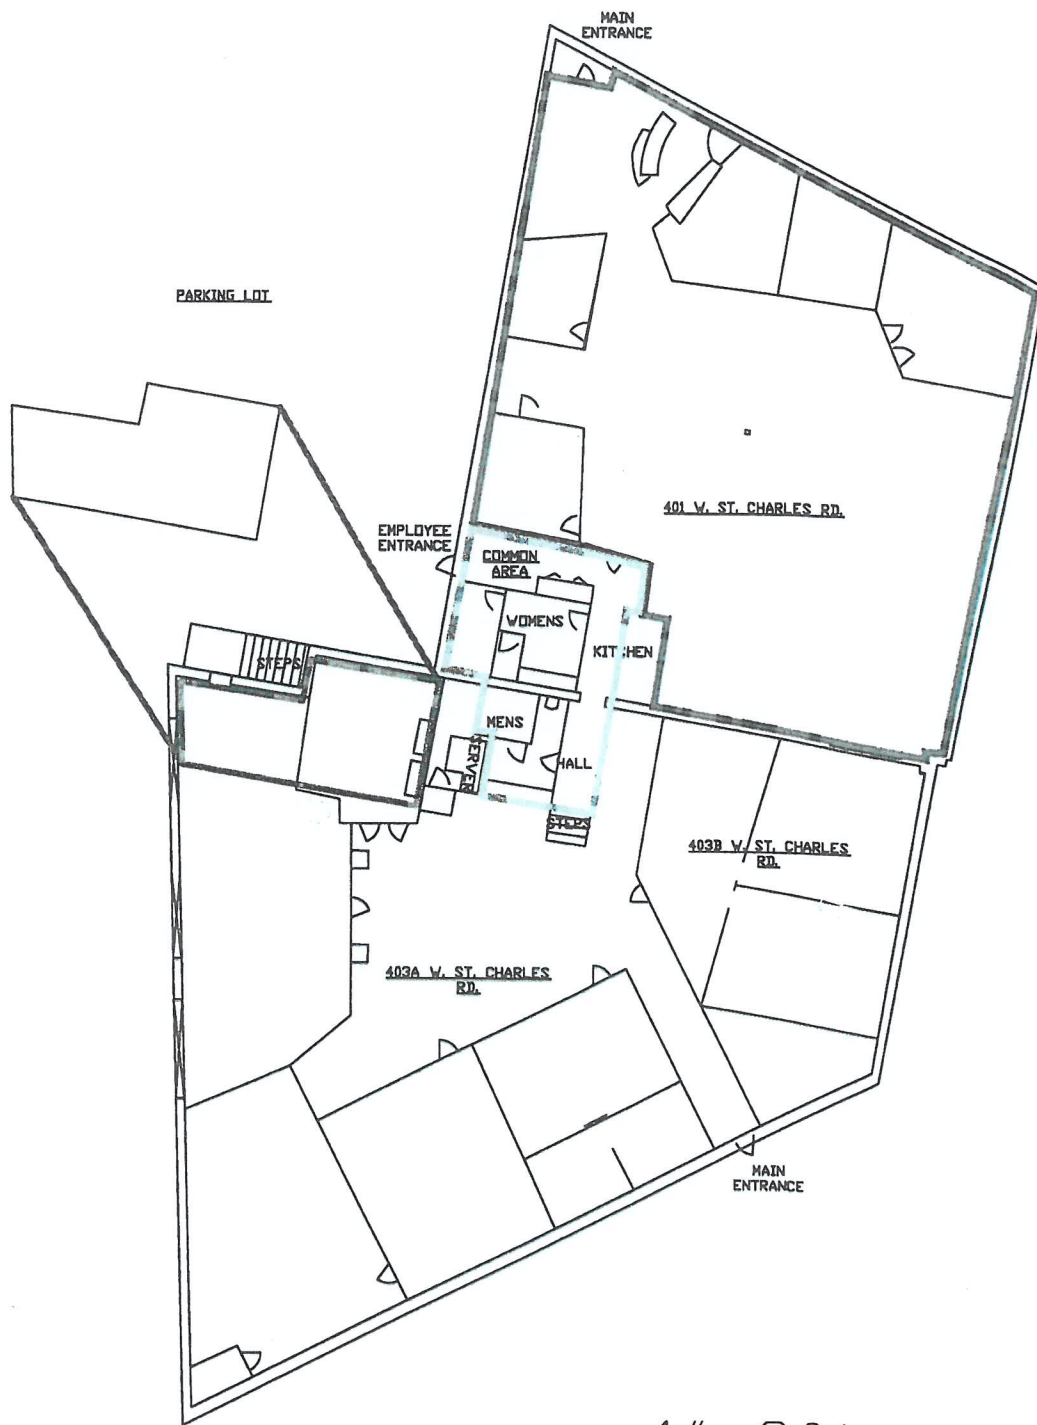 MAIN
ENTRANCE
PARKING LOT
401 W. ST. CHARLES RD.
EMPLOYEE
ENTRANCE
COMMON
AREA
WOMENS
KITCHEN
STEPS
MENS
SERVER
HALL
STEPS
403B W. ST. CHARLES
RD.
403A W. ST. CHARLES
RD.
MAIN
ENTRANCE